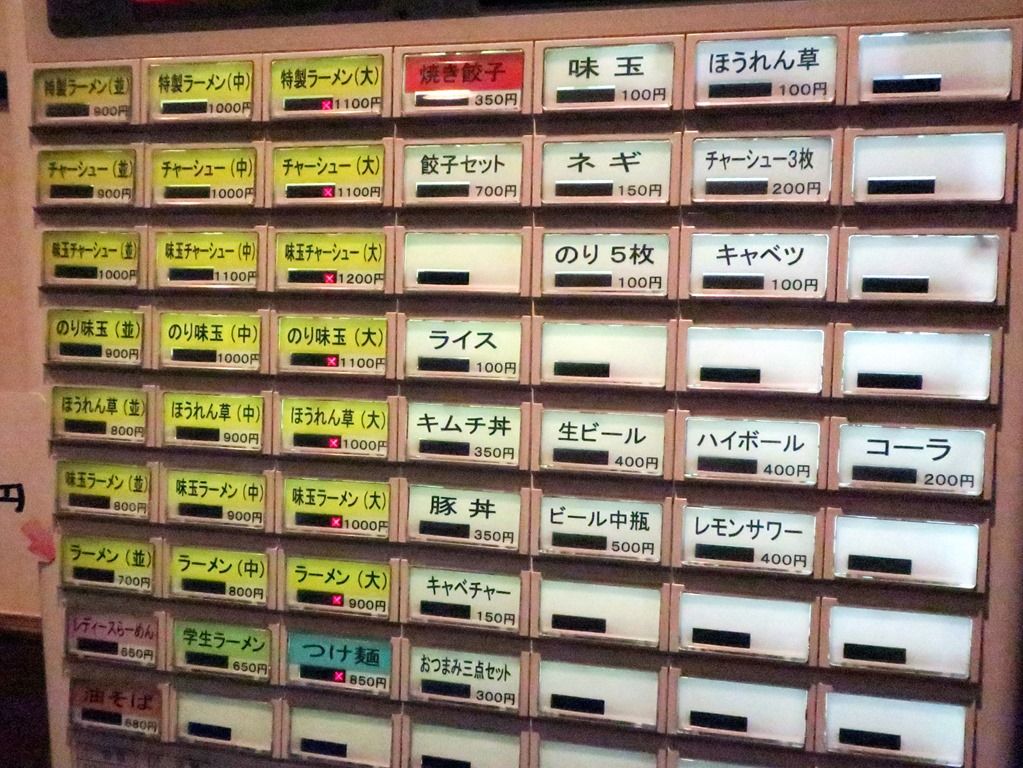 特製ラーメン(並)
900円
特製ラーメン(中)
1000円
特製ラーメン(大)
×1100円
焼き餃子
350円
味玉
100円
ほうれん草
100円
チャーシュー(並)
900円
チャーシュー(中)
1000円
チャーシュー(大)
×1100円
餃子セット
700円
ネギ
150円
チャーシュー3枚
200円
味玉チャーシュー(並)
1000円
味玉チャーシュー(中)
1100円
味玉チャーシュー(大)
×1200円
のり5枚
100円
キャベツ
100円
のり味玉(並)
900円
のり味玉(中)
1000円
のり味玉(大)
×1100円
ライス
100円
ほうれん草(並)
800円
ほうれん草(中)
900円
ほうれん草(大)
×1000円
キムチ丼
350円
生ビール
400円
ハイボール
400円
コーラ
200円
味玉ラーメン(並)
800円
味玉ラーメン(中)
900円
味玉ラーメン(大)
×1000円
豚丼
350円
ビール中瓶
500円
レモンサワー
400円
円
ラーメン(並)
700円
ラーメン(中)
800円
ラーメン(大)
×900円
キャベチャー
150円
レディースらーめん
650円
学生ラーメン
650円
つけ麺
×850円
おつまみ三点セット
300円
油そば
680円